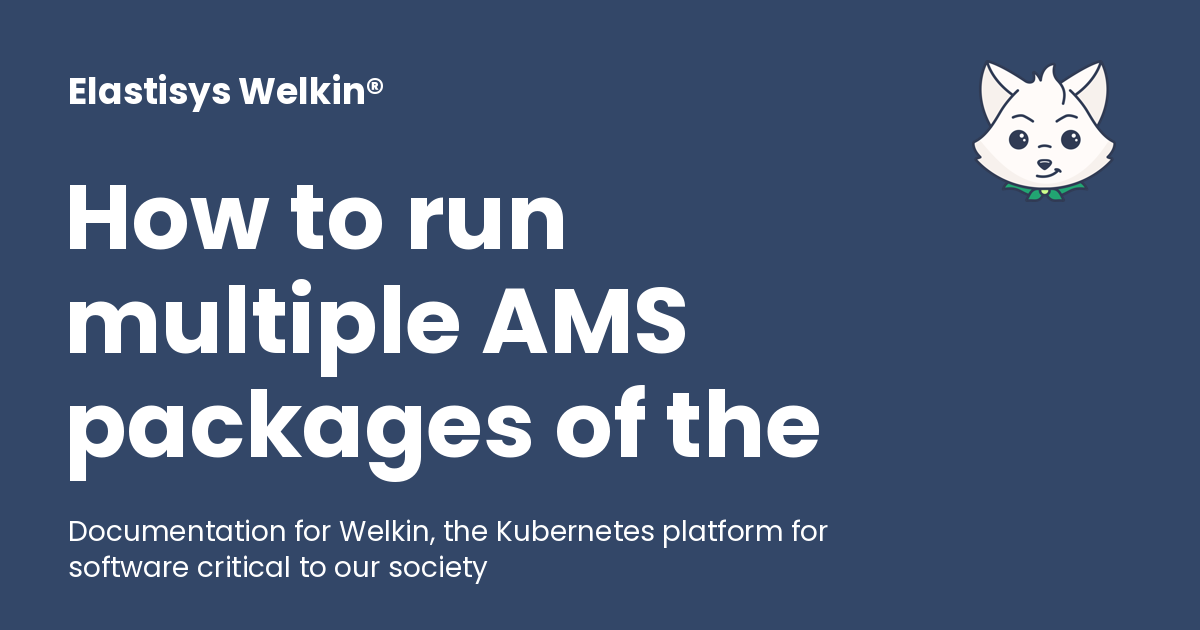 Elastisys Welkin®
How to run
multiple AMS
packages of the
Documentation for Welkin, the Kubernetes platform for
software critical to our society